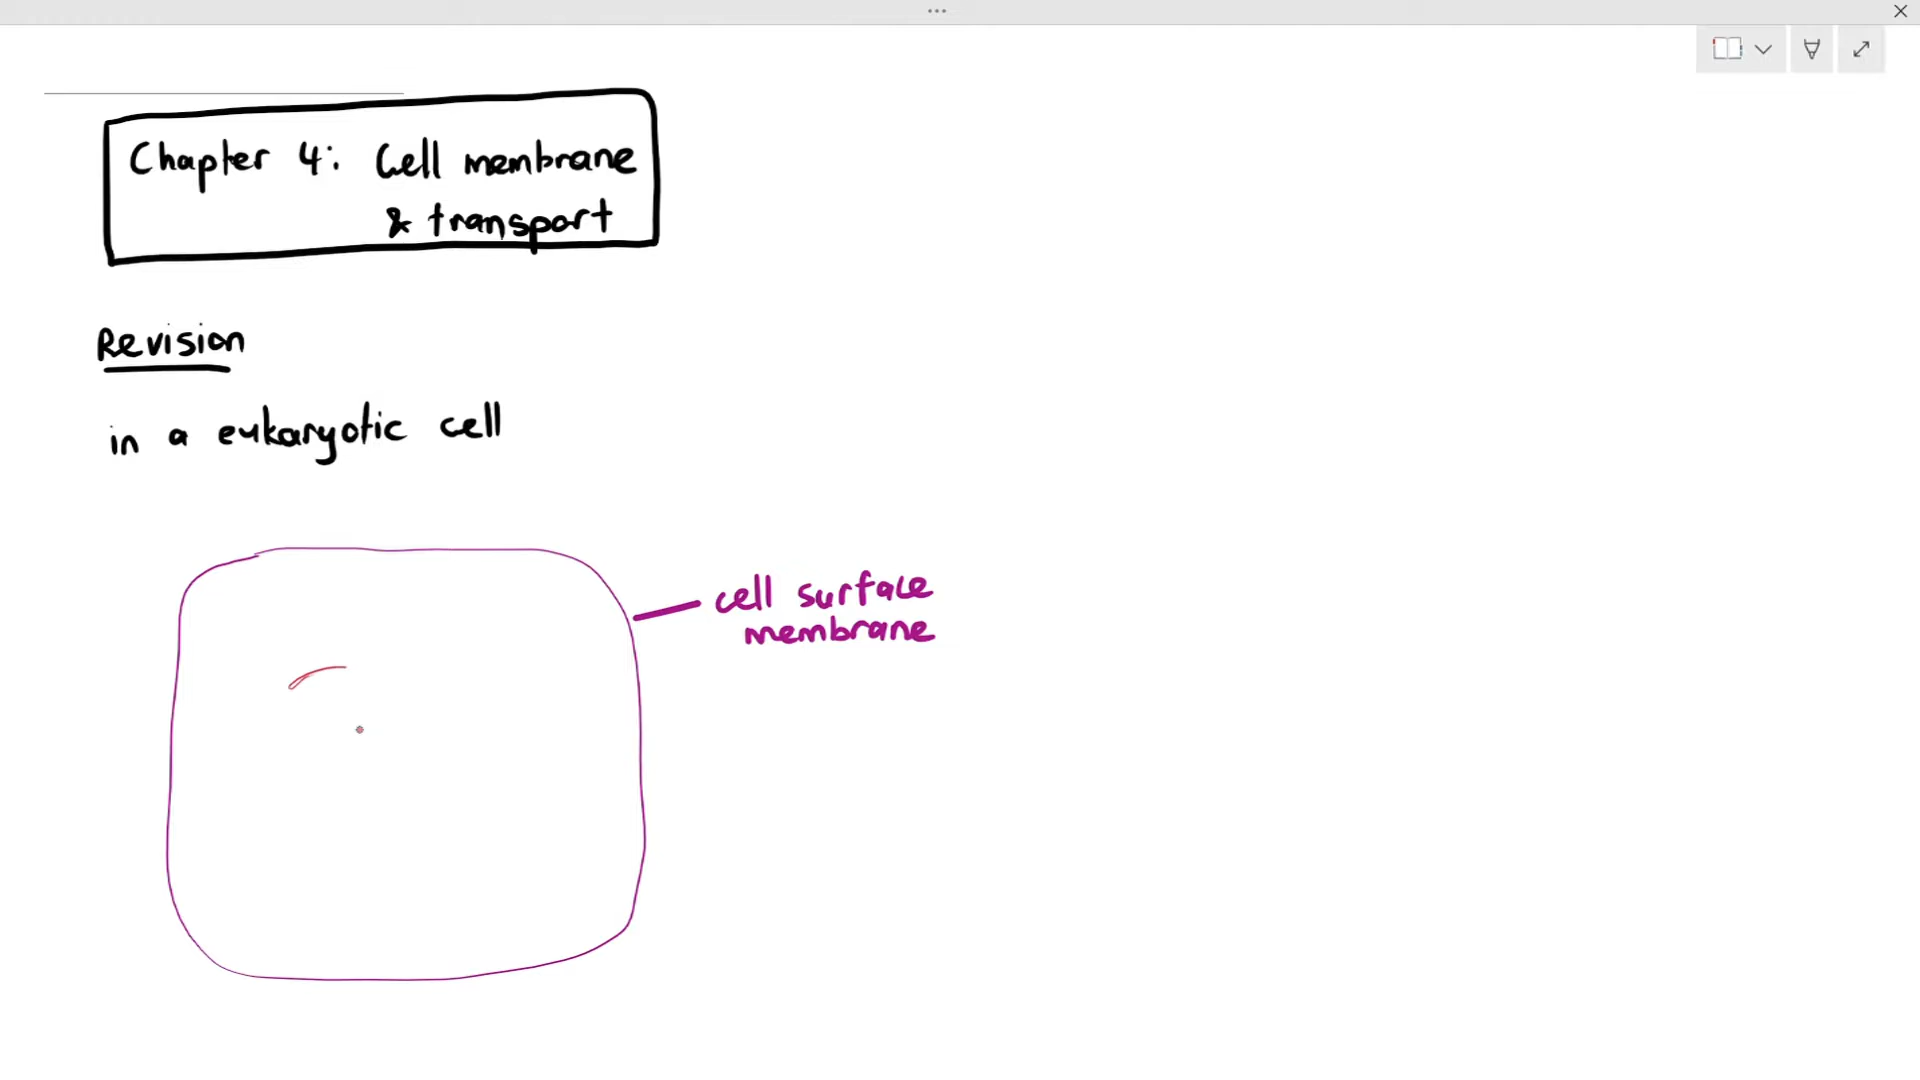 Chapter 4: Cell membrane
& transport
Revision
in a eukaryotic cell
cell surface
membrane